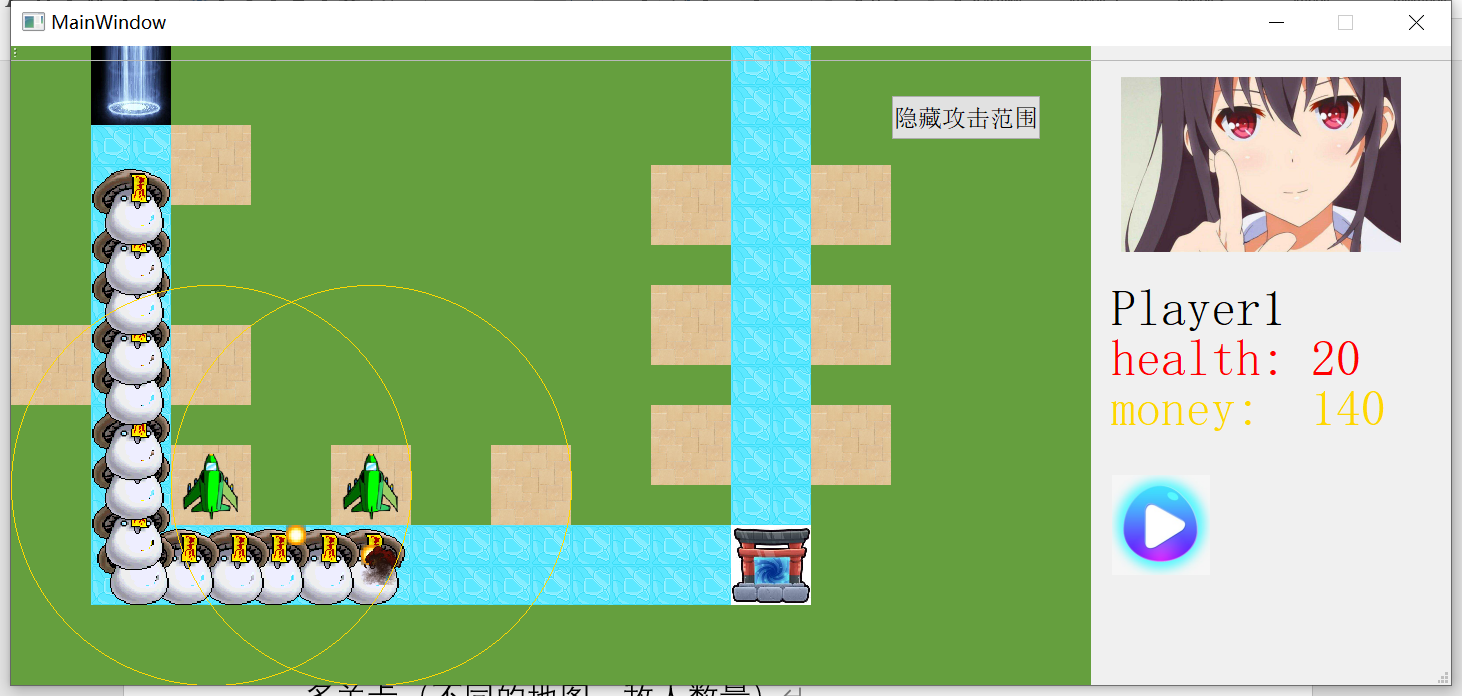 MainWindow
隐藏攻击范围
Player1
health: 20
money: 140